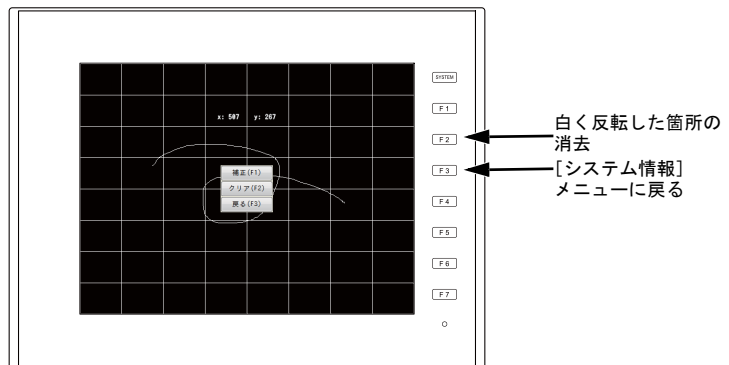 SYSTEM
x: 507 y: 267
F1
F2
白く反転した箇所の
消去
補正(F1)
クリア(F2)
戻る(F3)
F3
[システム情報]
メニューに戻る
F4
F5
F6
F7